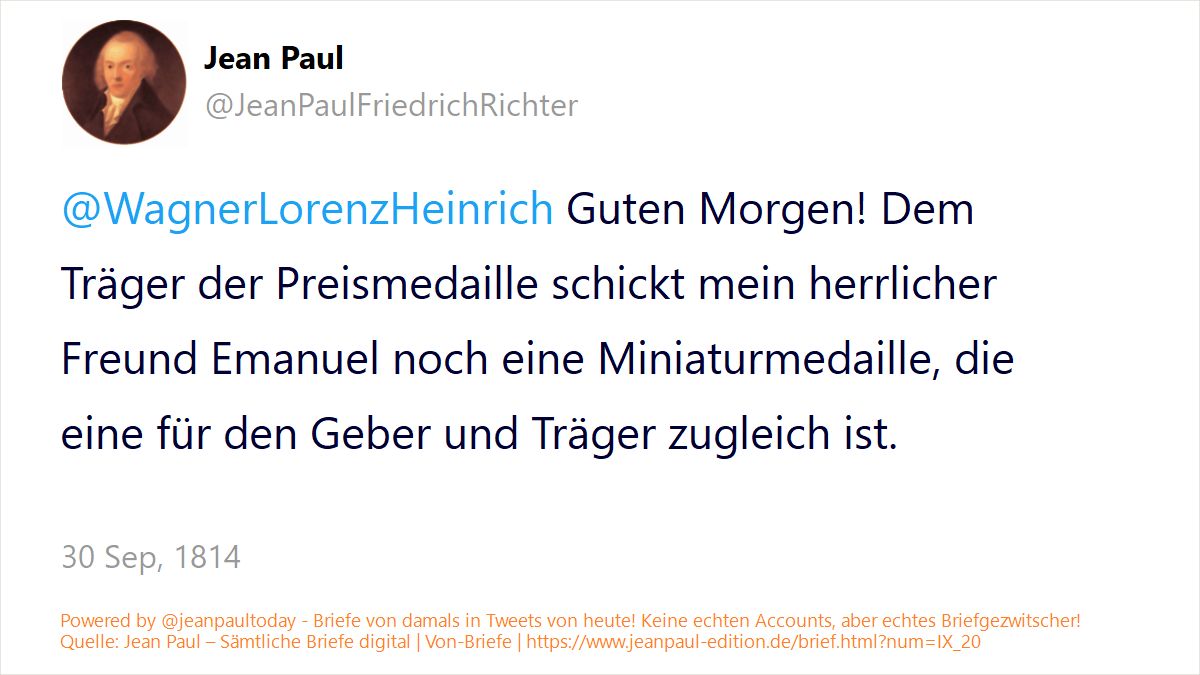 Jean Paul
@JeanPaulFriedrichRichter
@WagnerLorenzHeinrich Guten Morgen! Dem
Träger der Preismedaille schickt mein herrlicher
Freund Emanuel noch eine Miniaturmedaille, die
eine für den Geber und Träger zugleich ist.
30 Sep, 1814
Powered by @jeanpaultoday - Briefe von damals in Tweets von heute! Keine echten Accounts, aber echtes Briefgezwitscher!
Quelle: Jean Paul – Sämtliche Briefe digital | Von-Briefe | https://www.jeanpaul-edition.de/brief.html?num=IX_20